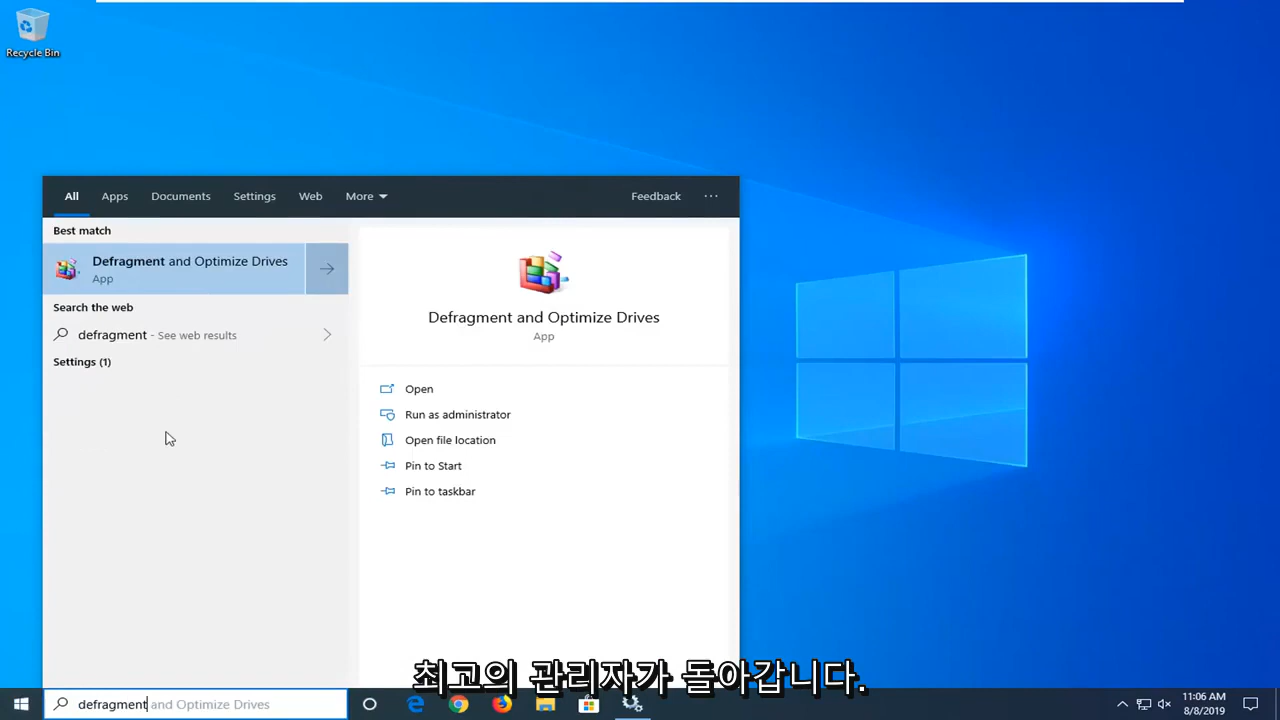 Recycle Bin
All Apps Documents Settings Web More Feedback ...
Best match
Defragment and Optimize Drives
App
Search the web
defragment - See web results
Settings (1)
Defragment and Optimize Drives
App
Open
Run as administrator
Open file location
Pin to Start
Pin to taskbar
최고의 관리자가 돌아갑니다.
defragment and Optimize Drives
11:06 AM
8/8/2019